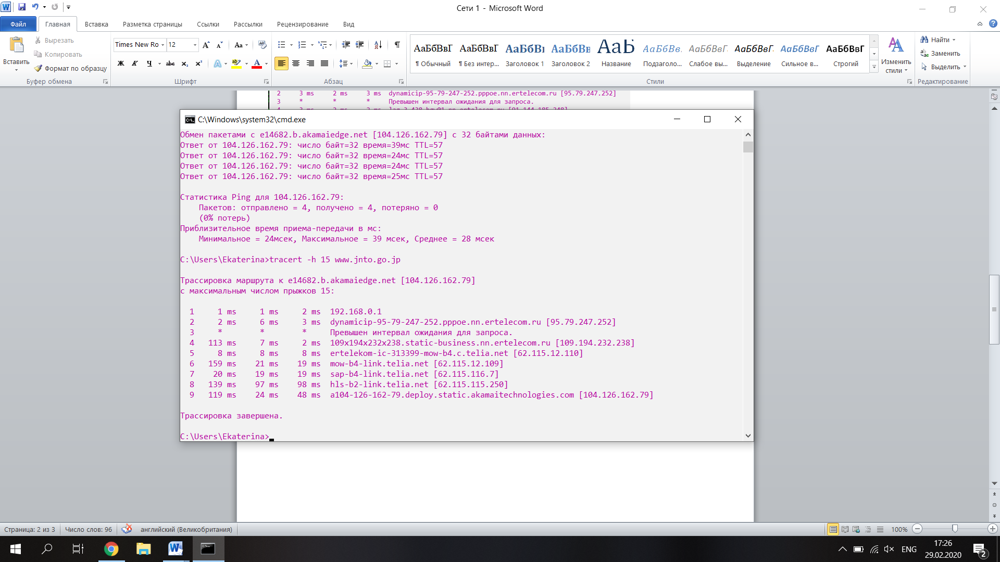 Сети 1 - Microsoft Word
Файл Главная Вставка Разметка страницы Ссылки Рассылки Рецензирование Вид
Вставить
Вырезать
Копировать
Формат по образцу
Буфер обмена
Times New Ro 12
Шрифт
Абзац
АаБбВвГ АаБбВвГ АаБбВı АаБбВв АаБ АаБбВв. АаБбВвГг АаБбВвГг АаБбВвГг АаБбВвГ
¶ Обычный ¶ Без интер... Заголовок 1 Заголовок 2 Название Подзаголо... Слабое вы... Выделение Сильное в... Строгий
Стили
Изменить стили
Найти
Заменить
Выделить
Редактирование
2 3 ms 2 ms 3 ms dynamicip-95-79-247-252.pppoe.nn.ertelecom.ru [95.79.247.252]
3 * * * Превышен интервал ожидания для запроса.
C:\Windows\system32\cmd.exe
Обмен пакетами с e14682.b.akamaiedge.net [104.126.162.79] с 32 байтами данных:
Ответ от 104.126.162.79: число байт=32 время=39мс TTL=57
Ответ от 104.126.162.79: число байт=32 время=24мс TTL=57
Ответ от 104.126.162.79: число байт=32 время=24мс TTL=57
Ответ от 104.126.162.79: число байт=32 время=25мс TTL=57
Статистика Ping для 104.126.162.79:
Пакетов: отправлено = 4, получено = 4, потеряно = 0
(0% потерь)
Приблизительное время приема-передачи в мс:
Минимальное = 24мсек, Максимальное = 39 мсек, Среднее = 28 мсек
C:\Users\Ekaterina>tracert -h 15 www.jnto.go.jp
Трассировка маршрута к e14682.b.akamaiedge.net [104.126.162.79]
с максимальным числом прыжков 15:
1 1 ms 1 ms 2 ms 192.168.0.1
2 2 ms 6 ms 3 ms dynamicip-95-79-247-252.pppoe.nn.ertelecom.ru [95.79.247.252]
3 * * * Превышен интервал ожидания для запроса.
4 113 ms 7 ms 2 ms 109x194x232x238.static-business.nn.ertelecom.ru [109.194.232.238]
5 8 ms 8 ms 8 ms ertelekom-ic-313399-mow-b4.c.telia.net [62.115.12.110]
6 159 ms 21 ms 19 ms mow-b4-link.telia.net [62.115.12.109]
7 20 ms 19 ms 19 ms sap-b4-link.telia.net [62.115.116.7]
8 139 ms 97 ms 98 ms hls-b2-link.telia.net [62.115.115.250]
9 119 ms 24 ms 48 ms a104-126-162-79.deploy.static.akamaitechnologies.com [104.126.162.79]
Трассировка завершена.
C:\Users\Ekaterina>
Страница: 2 из 3 Число слов: 96 английский (Великобритания) 100%
ENG 17:26
29.02.2020
2